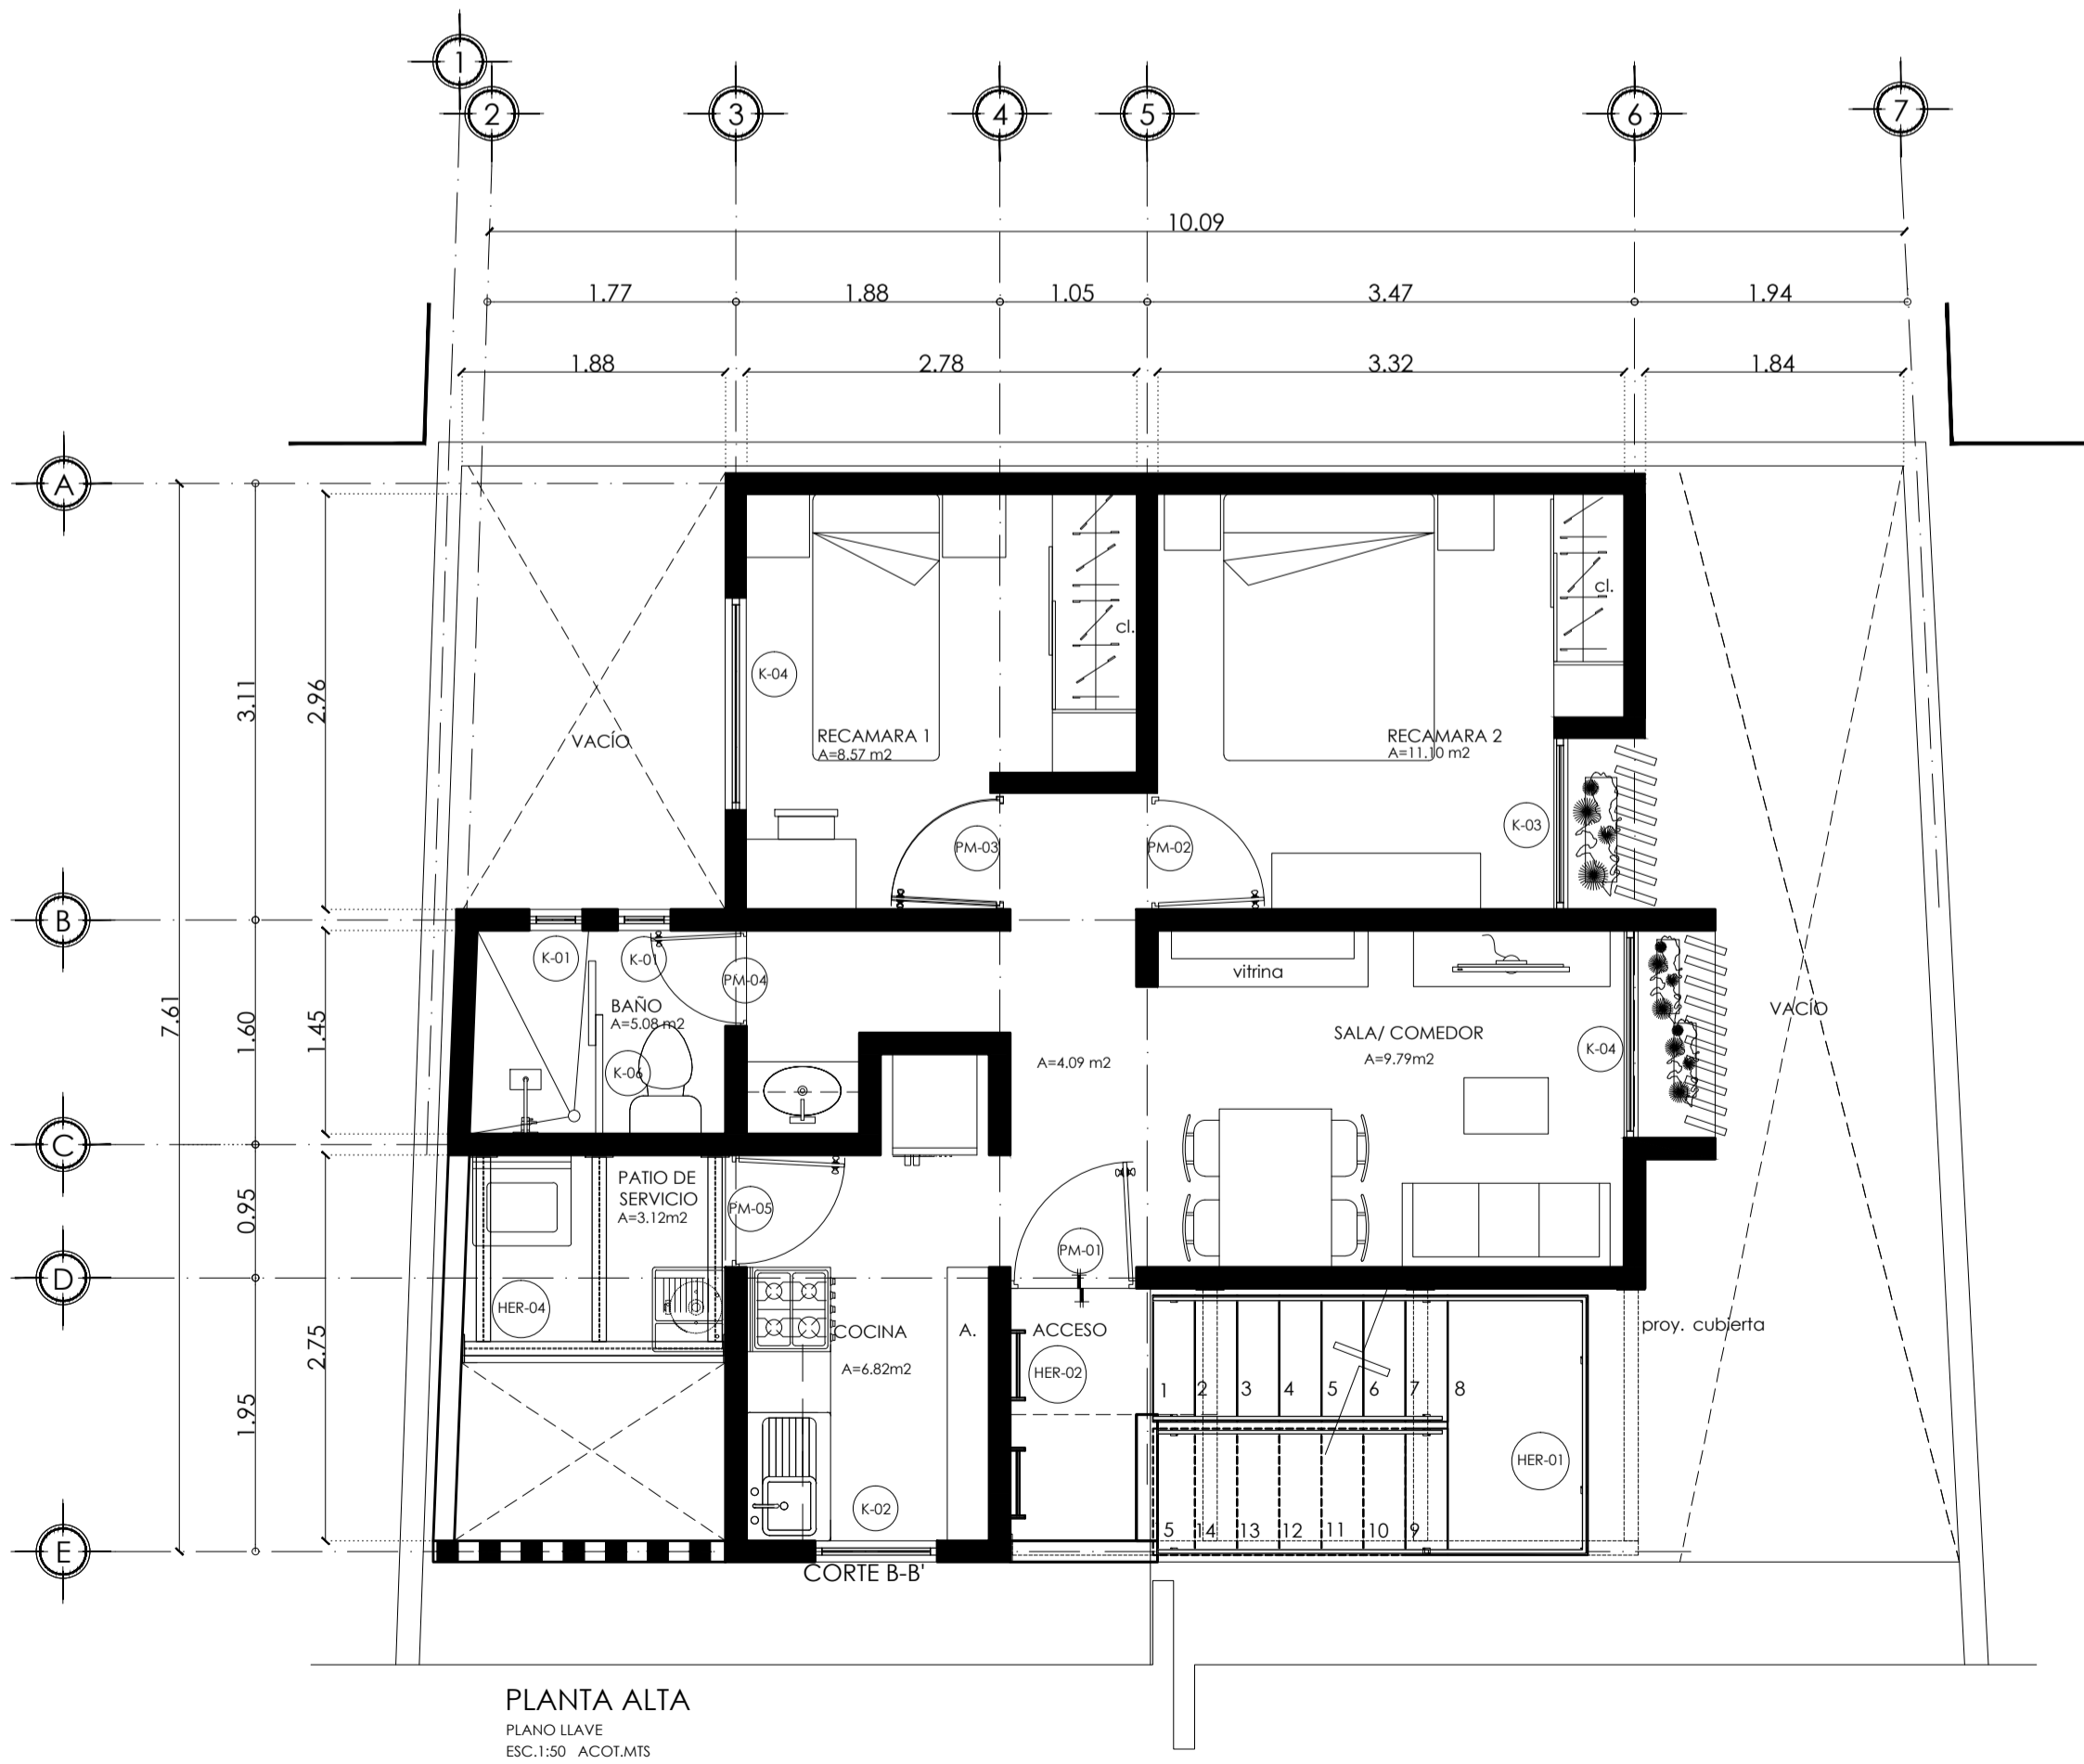 1
2
3
4
5
6
7
10.09
1.77
1.88
1.05
3.47
1.94
1.88
2.78
3.32
1.84
A
B
C
D
E
7.61
3.11
1.60
0.95
1.95
2.96
1.45
2.75
VACÍO
K-04
RECAMARA 1
A=8.57 m2
cl.
PM-03
RECAMARA 2
A=11.10 m2
cl.
PM-02
K-03
K-01
K-01
PM-04
BAÑO
A=5.08 m2
K-06
A=4.09 m2
vitrina
SALA/ COMEDOR
A=9.79m2
K-04
VACÍO
PATIO DE
SERVICIO
A=3.12m2
PM-05
HER-04
PM-01
COCINA
A=6.82m2
A.
K-02
ACCESO
HER-02
1 2 3 4 5 6 7 8
5 14 13 12 11 10 9
HER-01
proy. cubierta
CORTE B-B'
PLANTA ALTA
PLANO LLAVE
ESC.1:50 ACOT.MTS